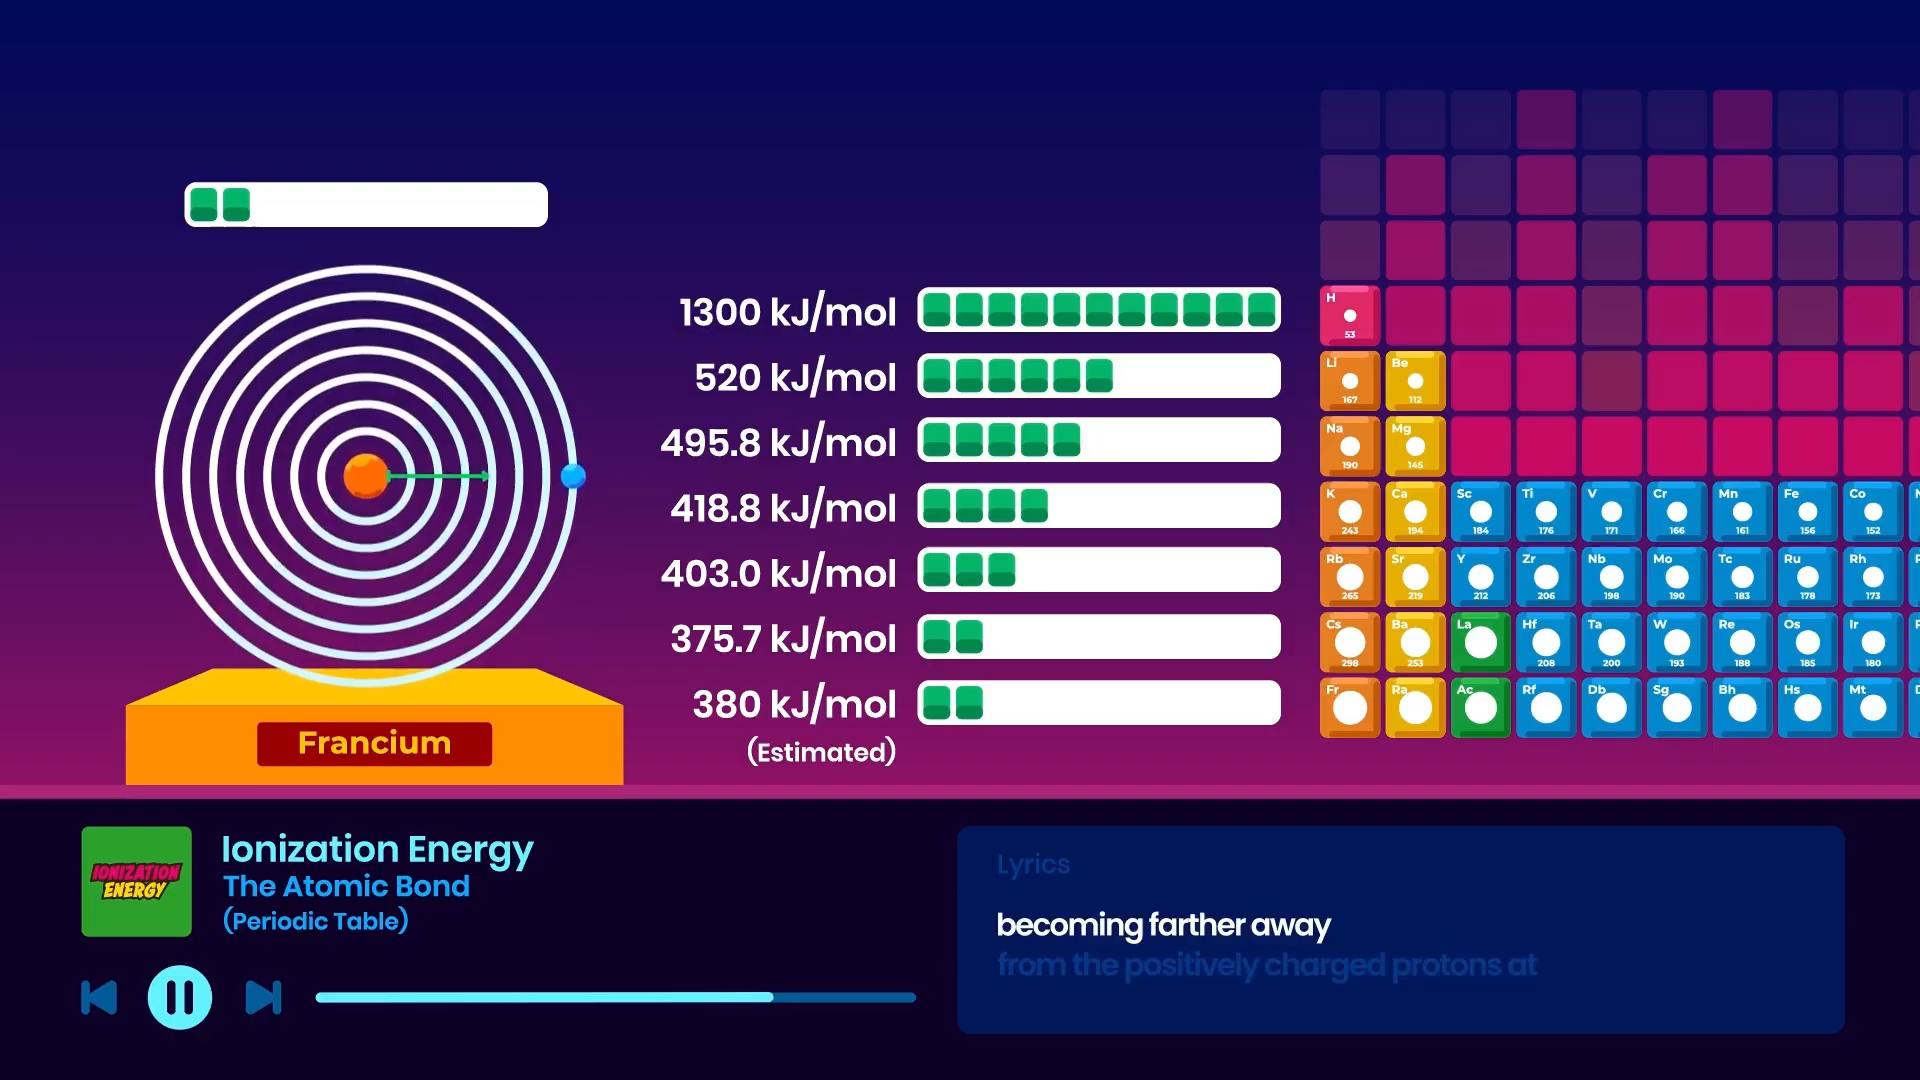 1300 kJ/mol
520 kJ/mol
495.8 kJ/mol
418.8 kJ/mol
403.0 kJ/mol
375.7 kJ/mol
380 kJ/mol
(Estimated)
Francium
H
53
Li Be
167 112
Na Mg
190 145
K Ca Sc Ti V Cr Mn Fe Co
243 194 184 176 171 166 161 156 152
Rb Sr Y Zr Nb Mo Tc Ru Rh
265 219 212 206 198 190 183 178 173
Cs Ba La Hf Ta W Re Os Ir
298 253 208 200 193 188 185 180
Fr Ra Ac Rf Db Sg Bh Hs Mt
IONIZATION
ENERGY
Ionization Energy
The Atomic Bond
(Periodic Table)
Lyrics
becoming farther away
from the positively charged protons at